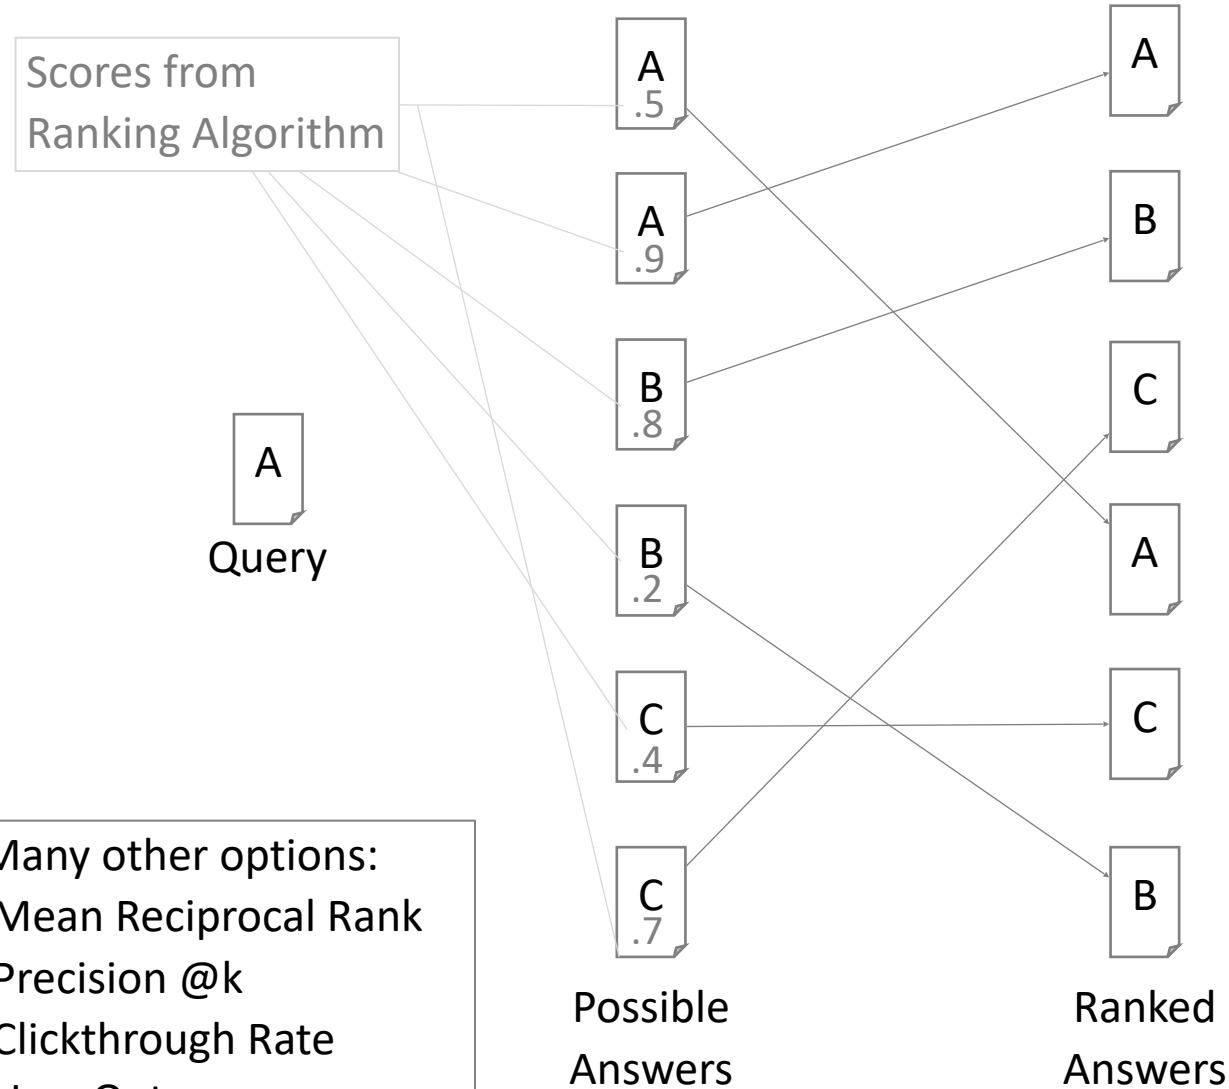 Scores from
Ranking Algorithm
A
Query
Many other options:
Mean Reciprocal Rank
Precision @k
Clickthrough Rate
A
.5
A
.9
B
.8
B
.2
C
.4
C
.7
Possible
Answers
A
B
C
A
C
B
Ranked
Answers